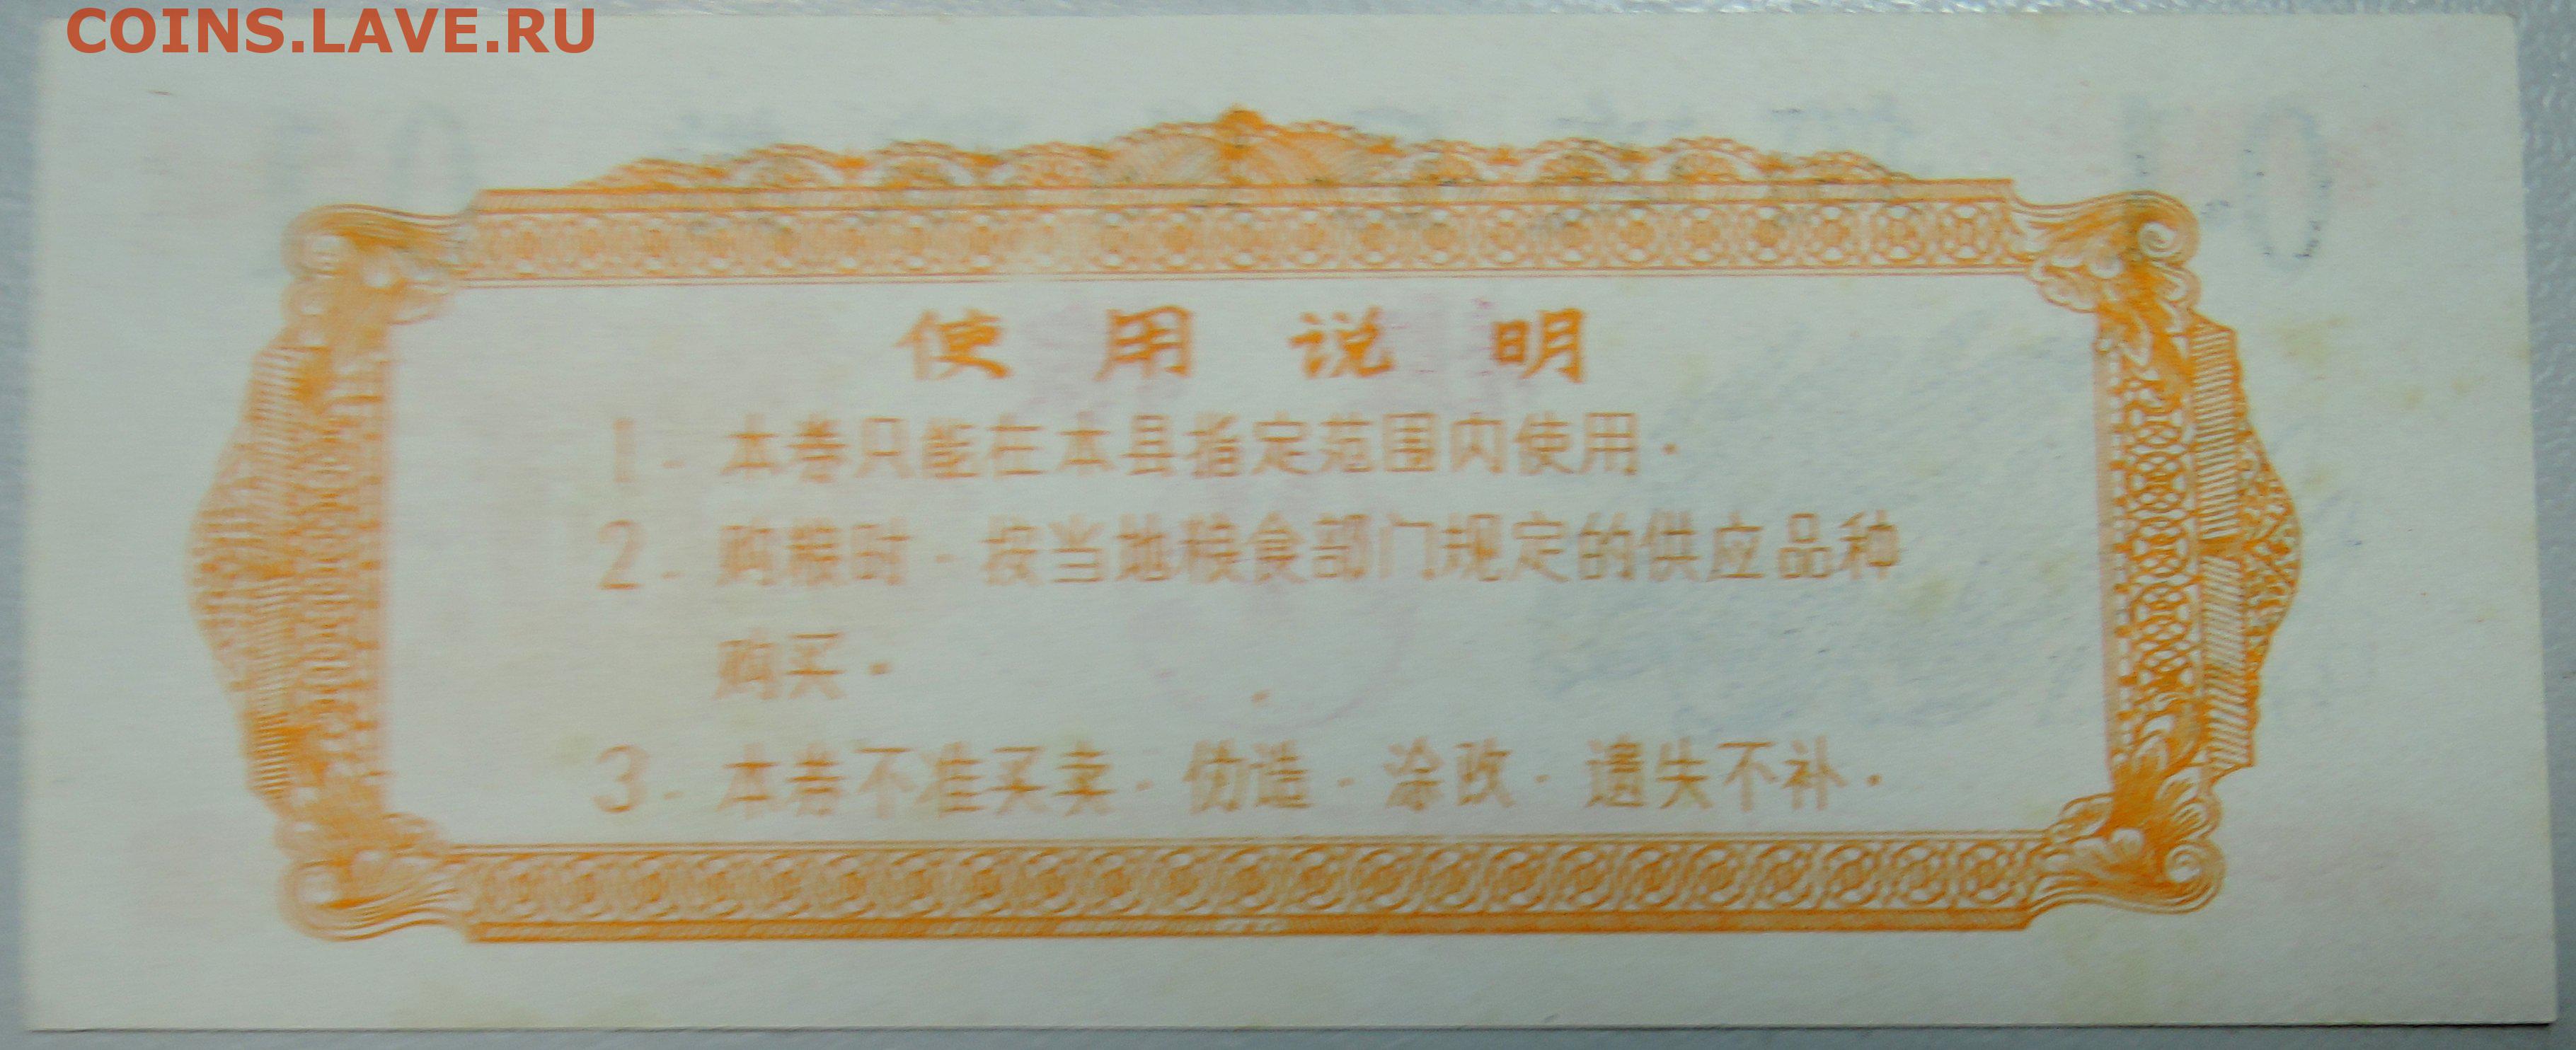 COINS.LAVE.RU
使用说明
1. 本卷只能在本县指定范围内使用.
2. 购粮时.按当地粮食部门规定的供应品种
购买.
3. 本卷不准买卖.伪造.涂改.遗失不补.